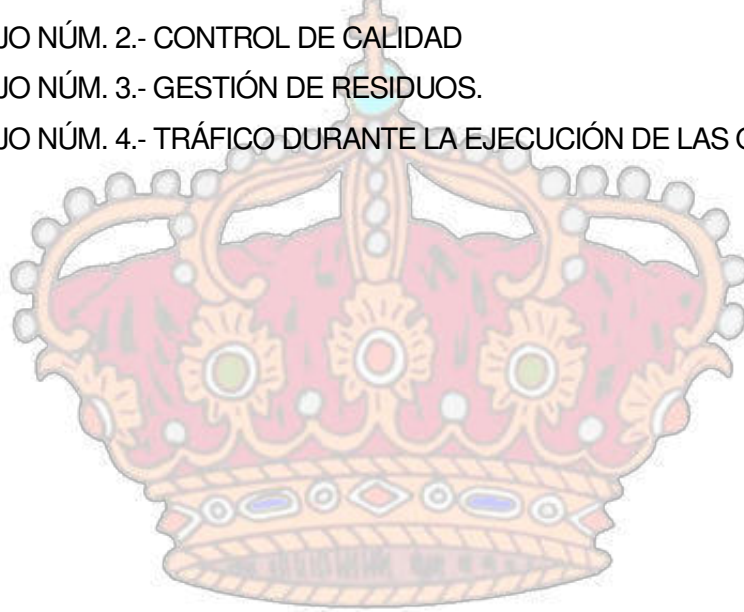 JO NÚM. 2.- CONTROL DE CALIDAD
JO NÚM. 3.- GESTIÓN DE RESIDUOS.
JO NÚM. 4.- TRÁFICO DURANTE LA EJECUCIÓN DE LAS